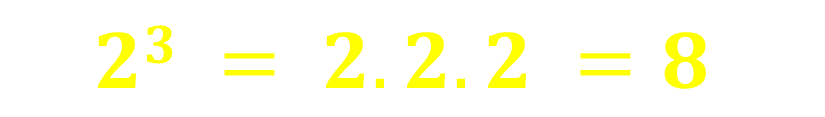 2³ = 2.2.2 = 8